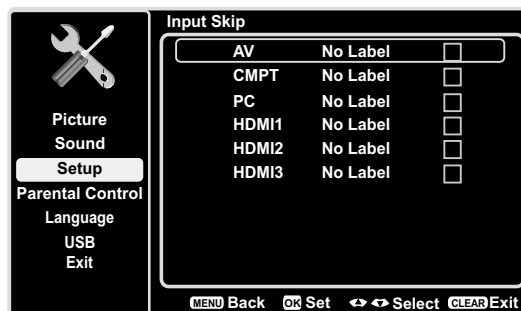 Input Skip
AV No Label
CMPT No Label
PC No Label
HDMI1 No Label
HDMI2 No Label
HDMI3 No Label
Picture
Sound
Setup
Parental Control
Language
USB
Exit
MENU Back OK Set Select CLEAR Exit